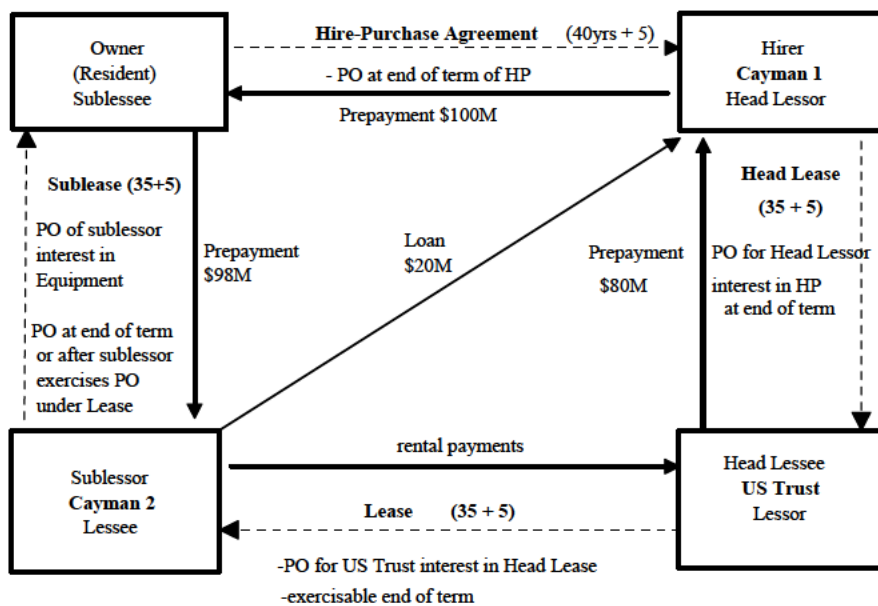 Owner
(Resident)
Sublessee
Hire-Purchase Agreement (40yrs + 5)
- PO at end of term of HP
Prepayment $100M
Hirer
Cayman 1
Head Lessor
Sublease (35+5)
PO of sublessor
interest in
Equipment
PO at end of term
or after sublessor
exercises PO
under Lease
Prepayment
$98M
Loan
$20M
Prepayment
$80M
Head Lease
(35 + 5)
PO for Head Lessor
interest in HP
at end of term
Sublessor
Cayman 2
Lessee
rental payments
Lease (35 + 5)
-PO for US Trust interest in Head Lease
-exercisable end of term
Head Lessee
US Trust
Lessor